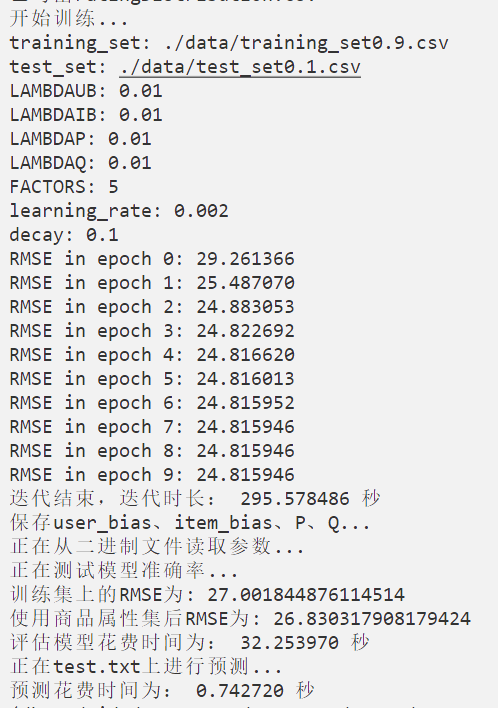 开始训练...
training_set: ./data/training_set0.9.csv
test_set: ./data/test_set0.1.csv
LAMBDAUB: 0.01
LAMBDAIB: 0.01
LAMBDAP: 0.01
LAMBDAQ: 0.01
FACTORS: 5
learning_rate: 0.002
decay: 0.1
RMSE in epoch 0: 29.261366
RMSE in epoch 1: 25.487070
RMSE in epoch 2: 24.883053
RMSE in epoch 3: 24.822692
RMSE in epoch 4: 24.816620
RMSE in epoch 5: 24.816013
RMSE in epoch 6: 24.815952
RMSE in epoch 7: 24.815946
RMSE in epoch 8: 24.815946
RMSE in epoch 9: 24.815946
迭代结束，迭代时长： 295.578486 秒
保存user_bias、item_bias、P、Q...
正在从二进制文件读取参数...
正在测试模型准确率...
训练集上的RMSE为: 27.001844876114514
使用商品属性集后RMSE为: 26.830317908179424
评估模型花费时间为： 32.253970 秒
正在test.txt上进行预测...
预测花费时间为： 0.742720 秒